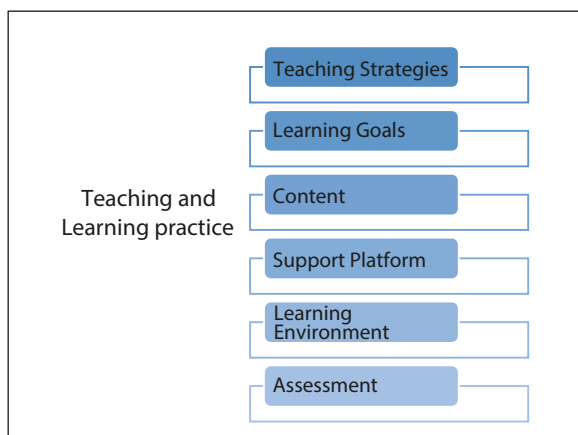 Teaching Strategies
Learning Goals
Teaching and
Learning practice
Content
Support Platform
Learning
Environment
Assessment